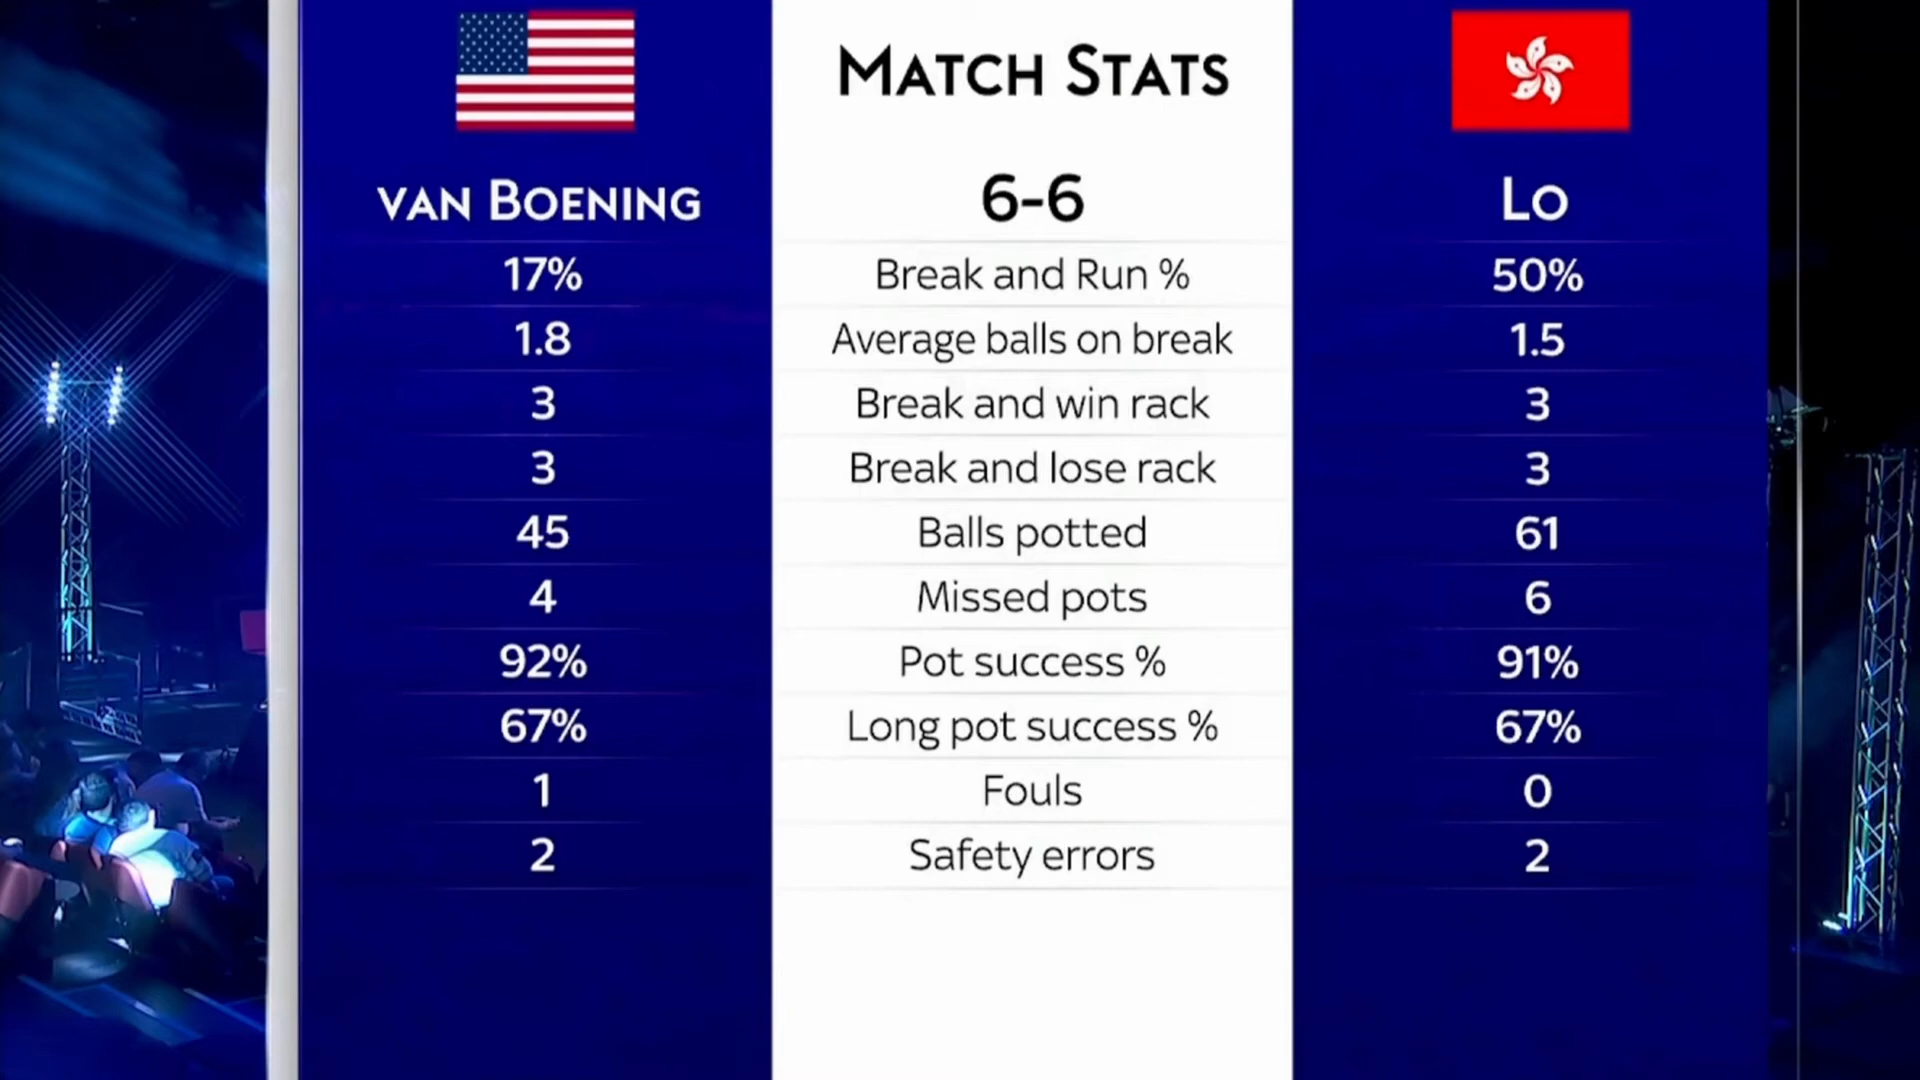 MATCH STATS
VAN BOENING 6-6 LO
17% Break and Run % 50%
1.8 Average balls on break 1.5
3 Break and win rack 3
3 Break and lose rack 3
45 Balls potted 61
4 Missed pots 6
92% Pot success % 91%
67% Long pot success % 67%
1 Fouls 0
2 Safety errors 2